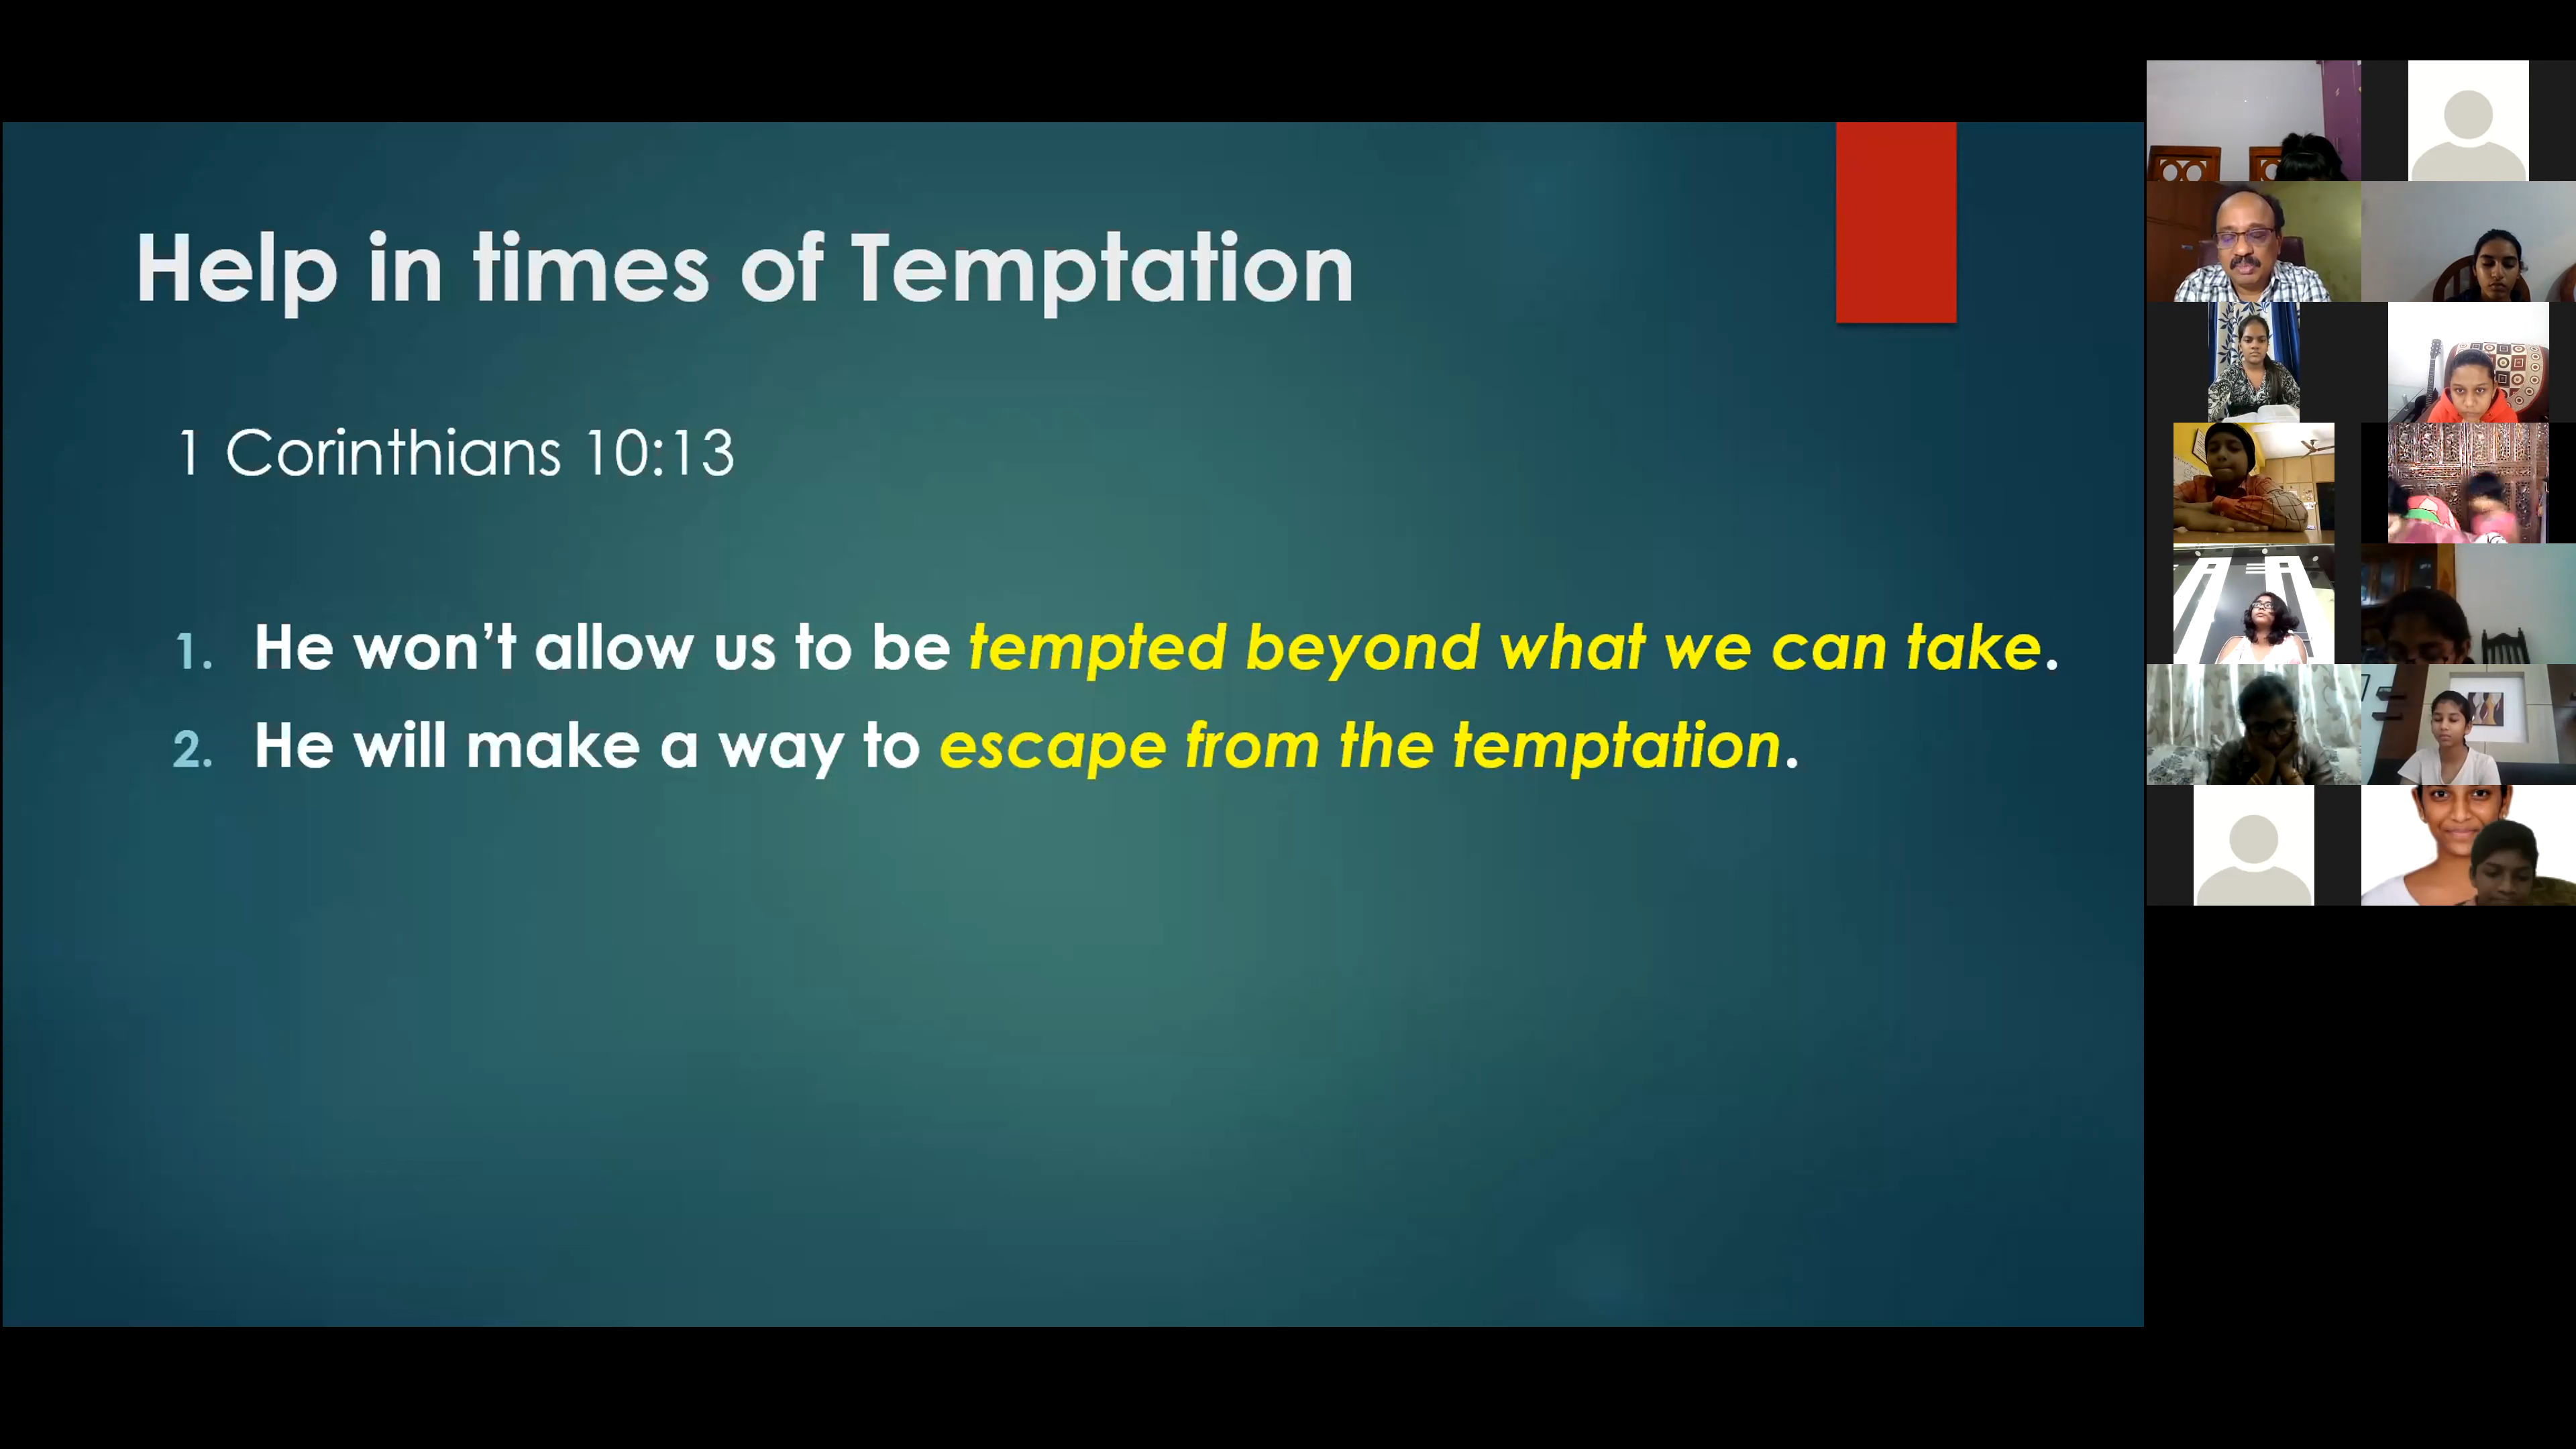 Help in times of Temptation
1 Corinthians 10:13
1. He won’t allow us to be tempted beyond what we can take.
2. He will make a way to escape from the temptation.